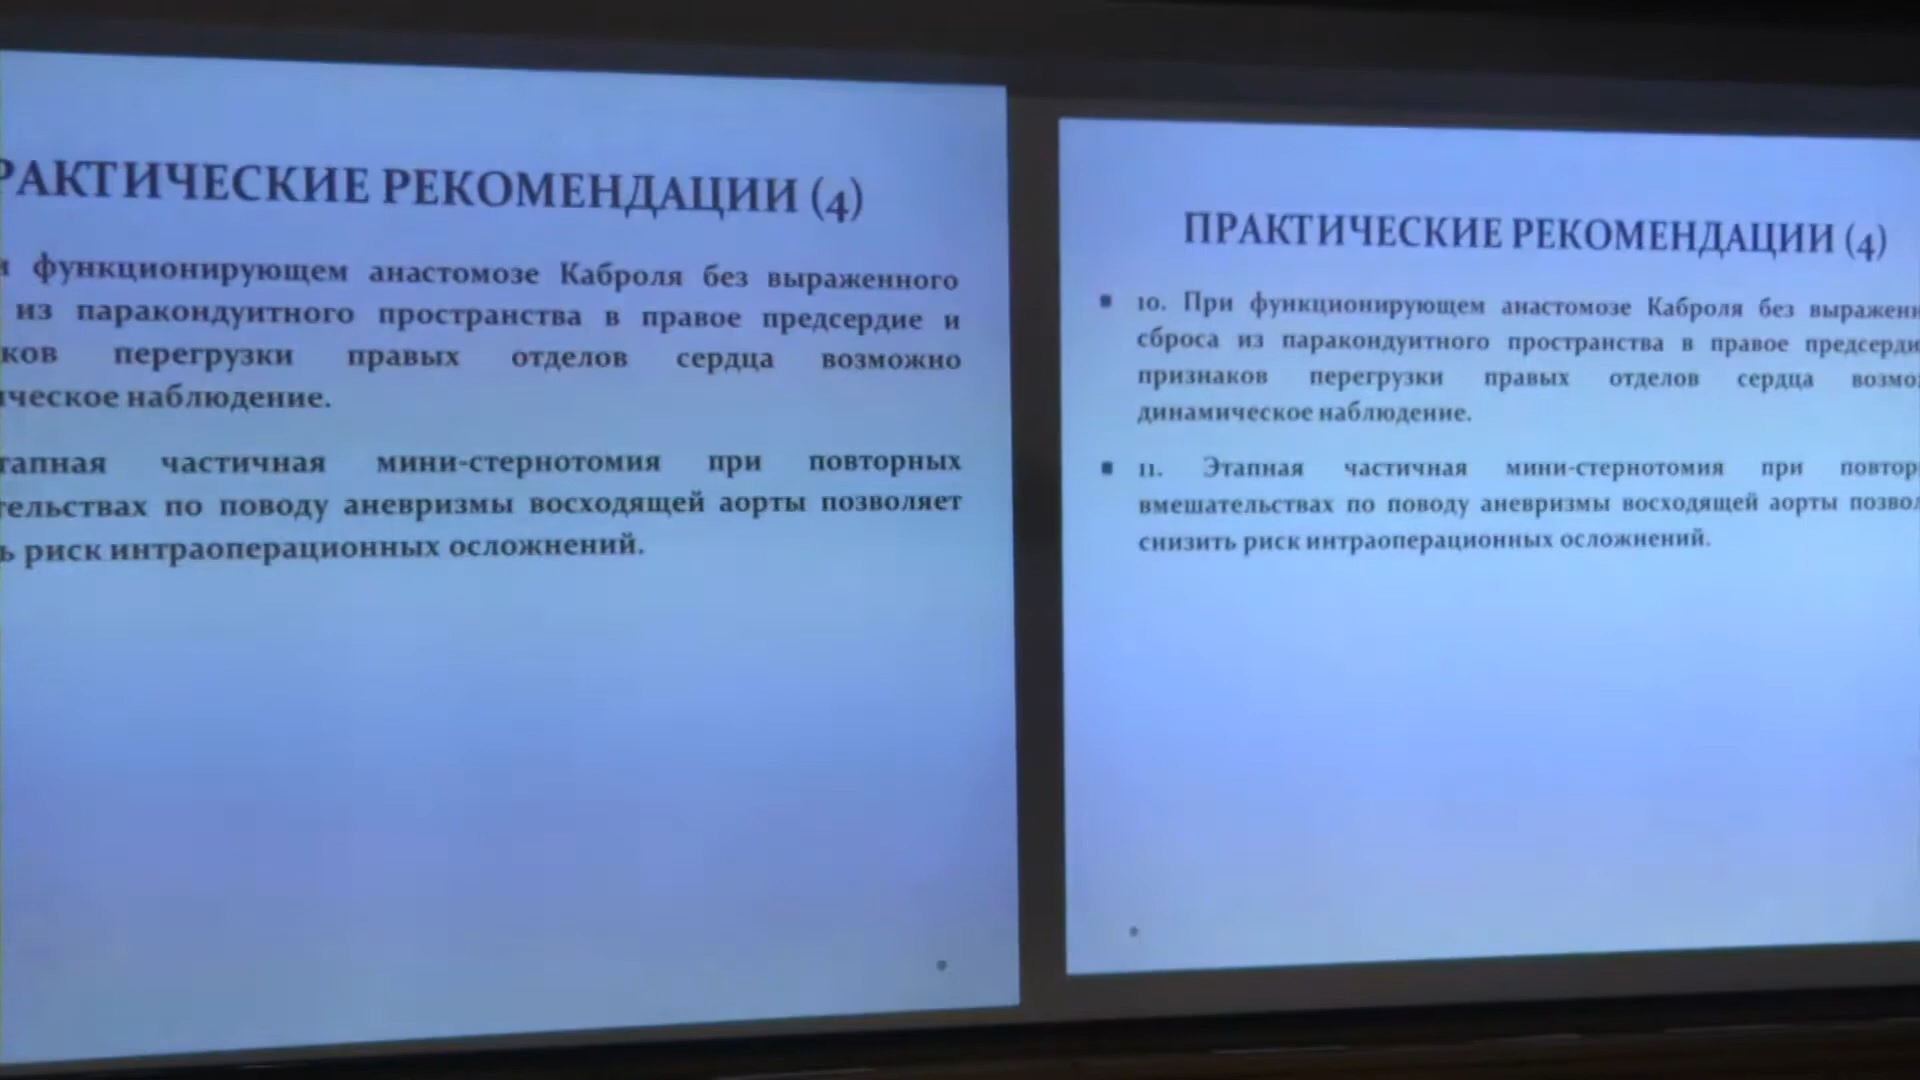 РАКТИЧЕСКИЕ РЕКОМЕНДАЦИИ (4)
и функционирующем анастомозе Каброля без выраженного
из паракондуитного пространства в правое предсердие и
ков перегрузки правых отделов сердца возможно
ическое наблюдение.
тапная частичная мини-стернотомия при повторных
тельствах по поводу аневризмы восходящей аорты позволяет
ь риск интраоперационных осложнений.
ПРАКТИЧЕСКИЕ РЕКОМЕНДАЦИИ (4)
10. При функционирующем анастомозе Каброля без выраженн
сброса из паракондуитного пространства в правое предсерди
признаков перегрузки правых отделов сердца возмо
динамическое наблюдение.
11. Этапная частичная мини-стернотомия при повтор
вмешательствах по поводу аневризмы восходящей аорты позвол
снизить риск интраоперационных осложнений.